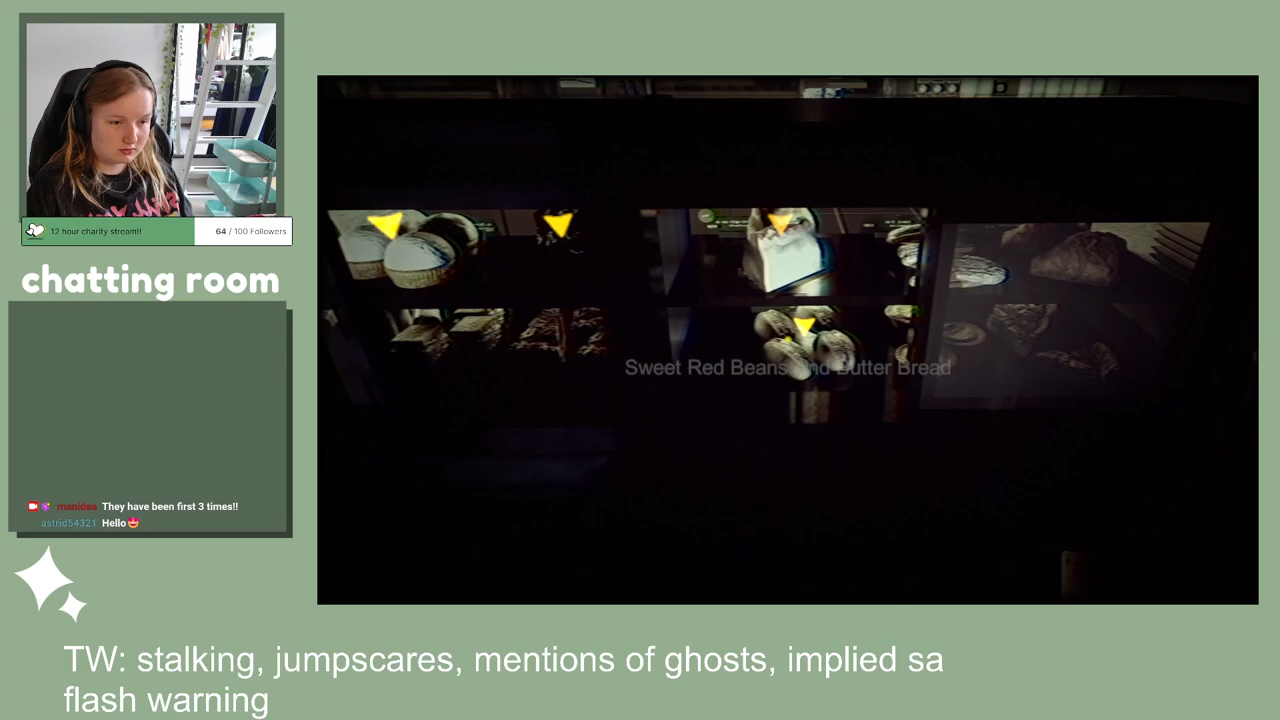 12 hour charity stream!!
64 / 100 Followers
chatting room
manidea They have been first 3 times!!
astrid54321 Hello
Sweet Red Beans and Butter Bread
TW: stalking, jumpscares, mentions of ghosts, implied sa
flash warning